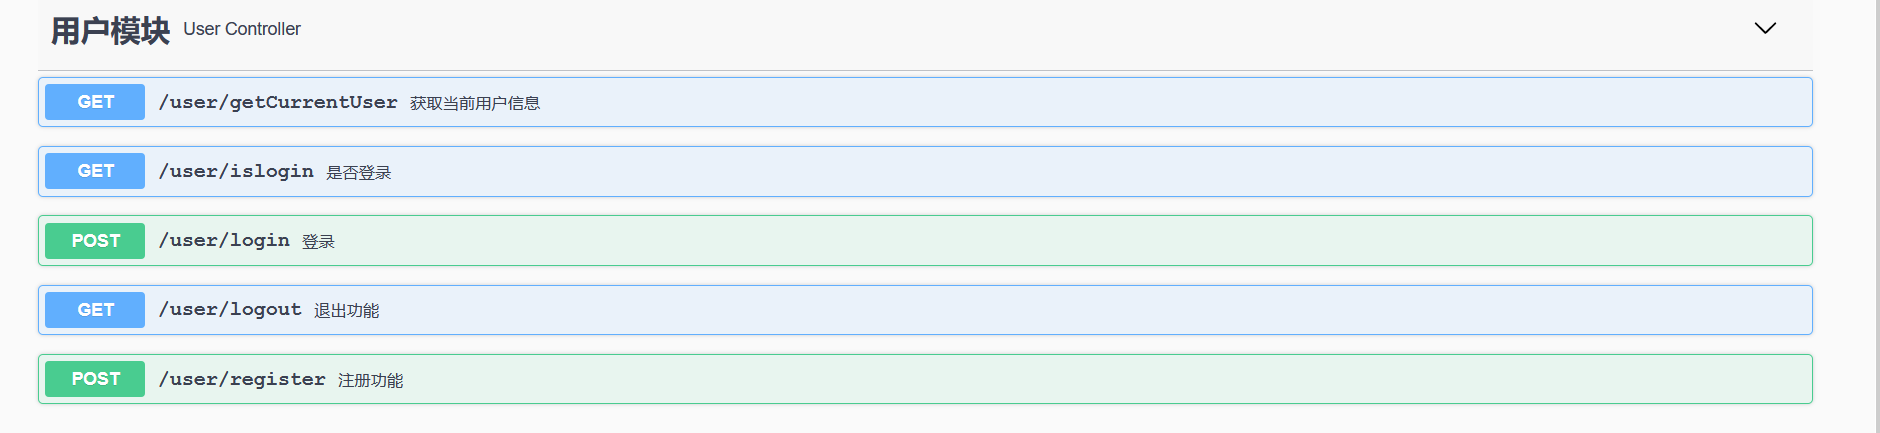 用户模块 User Controller
GET /user/getCurrentUser 获取当前用户信息
GET /user/islogin 是否登录
POST /user/login 登录
GET /user/logout 退出功能
POST /user/register 注册功能